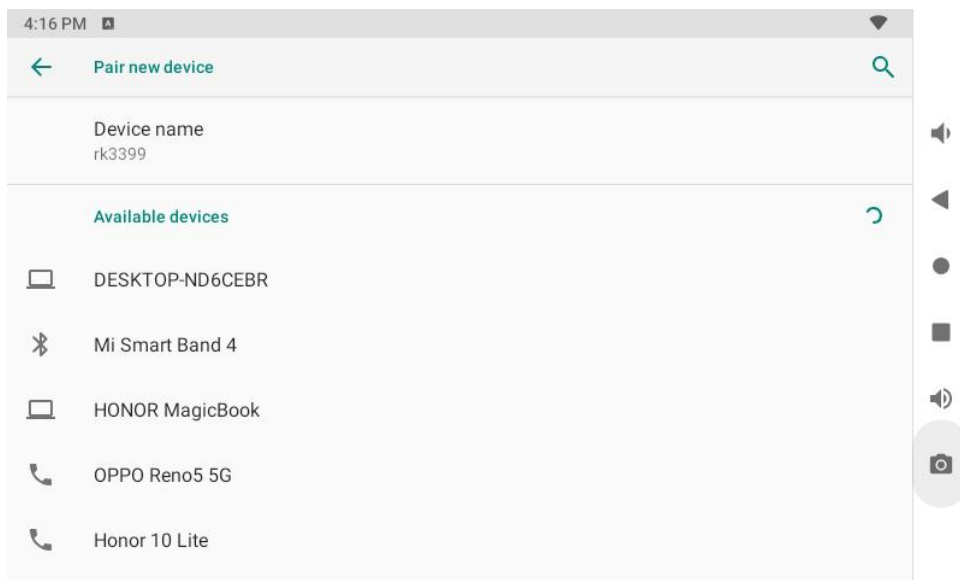 4:16 PM A
Pair new device
Device name
rk3399
Available devices
DESKTOP-ND6CEBR
Mi Smart Band 4
HONOR MagicBook
OPPO Reno5 5G
Honor 10 Lite